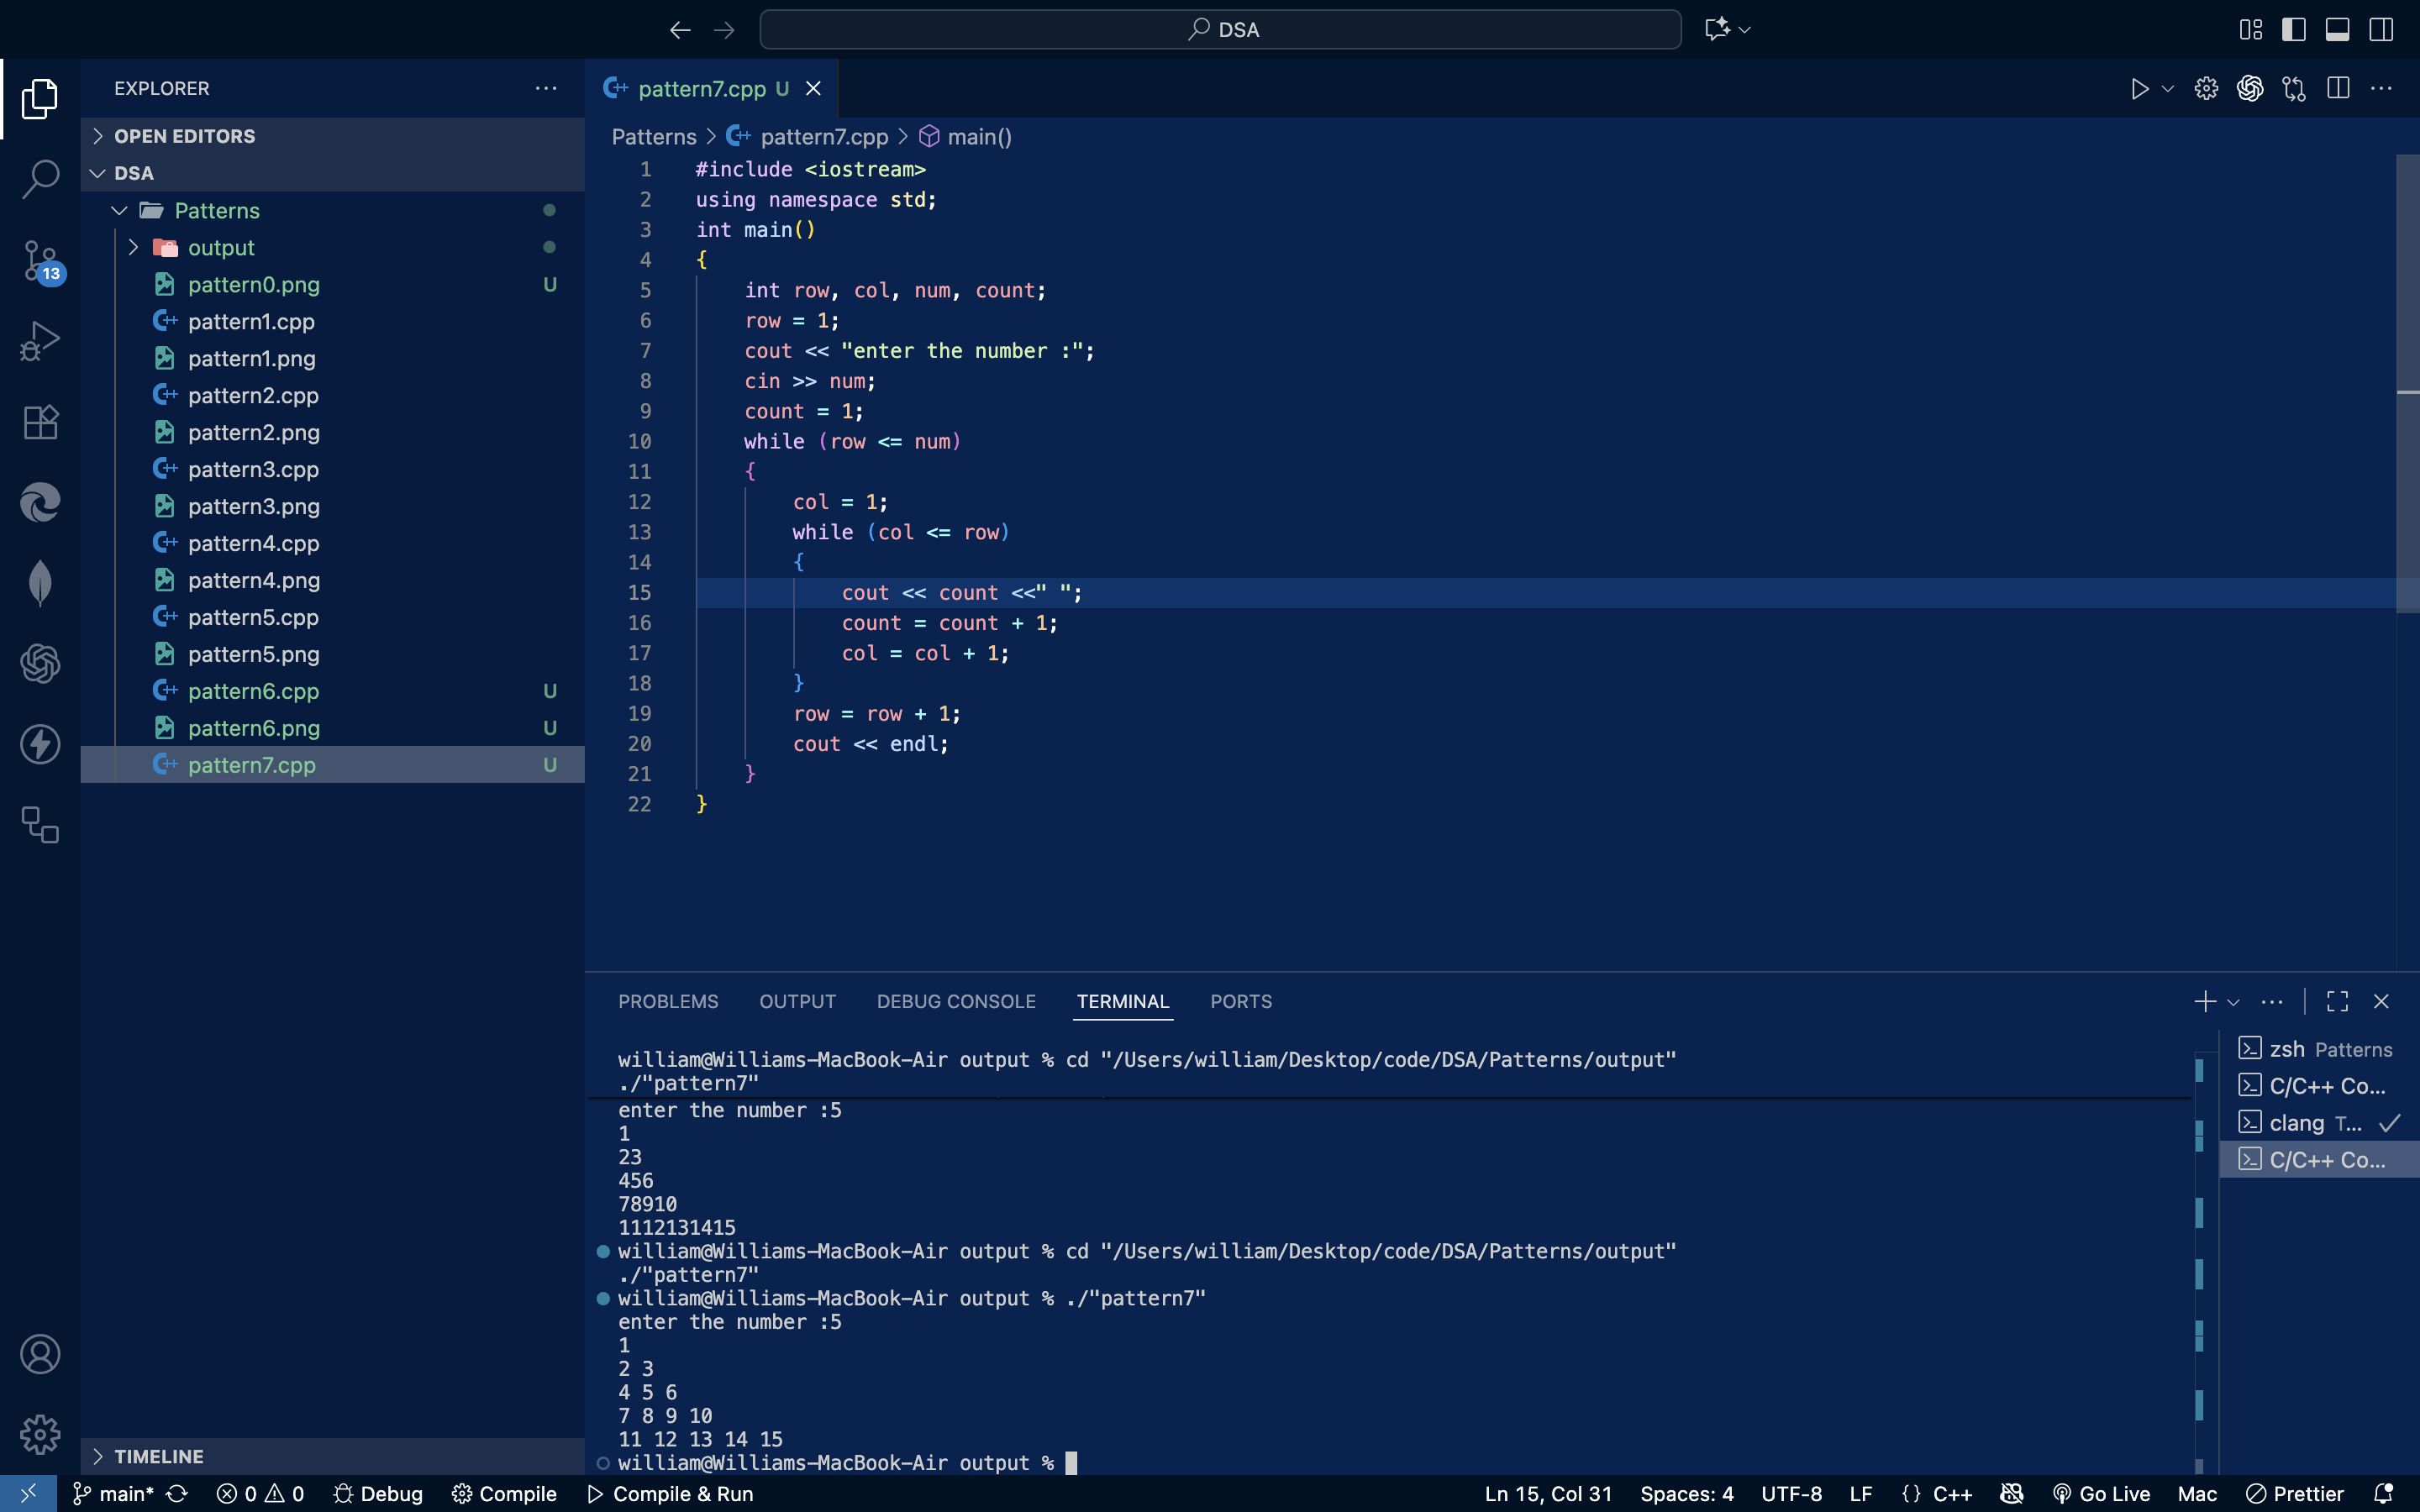 DSA
EXPLORER
OPEN EDITORS
DSA
Patterns
output
pattern0.png U
pattern1.cpp
pattern1.png
pattern2.cpp
pattern2.png
pattern3.cpp
pattern3.png
pattern4.cpp
pattern4.png
pattern5.cpp
pattern5.png
pattern6.cpp U
pattern6.png U
pattern7.cpp U
TIMELINE
13
pattern7.cpp U
Patterns > pattern7.cpp > main()
1 #include <iostream>
2 using namespace std;
3 int main()
4 {
5 int row, col, num, count;
6 row = 1;
7 cout << "enter the number :";
8 cin >> num;
9 count = 1;
10 while (row <= num)
11 {
12 col = 1;
13 while (col <= row)
14 {
15 cout << count <<" ";
16 count = count + 1;
17 col = col + 1;
18 }
19 row = row + 1;
20 cout << endl;
21 }
22 }
PROBLEMS OUTPUT DEBUG CONSOLE TERMINAL PORTS
william@Williams-MacBook-Air output % cd "/Users/william/Desktop/code/DSA/Patterns/output"
./"pattern7"
enter the number :5
1
23
456
78910
1112131415
william@Williams-MacBook-Air output % cd "/Users/william/Desktop/code/DSA/Patterns/output"
./"pattern7"
william@Williams-MacBook-Air output % ./"pattern7"
enter the number :5
1
2 3
4 5 6
7 8 9 10
11 12 13 14 15
william@Williams-MacBook-Air output %
zsh Patterns
C/C++ Co...
clang T...
C/C++ Co...
main* 0 0 Debug Compile Compile & Run Ln 15, Col 31 Spaces: 4 UTF-8 LF {} C++ Go Live Mac Prettier